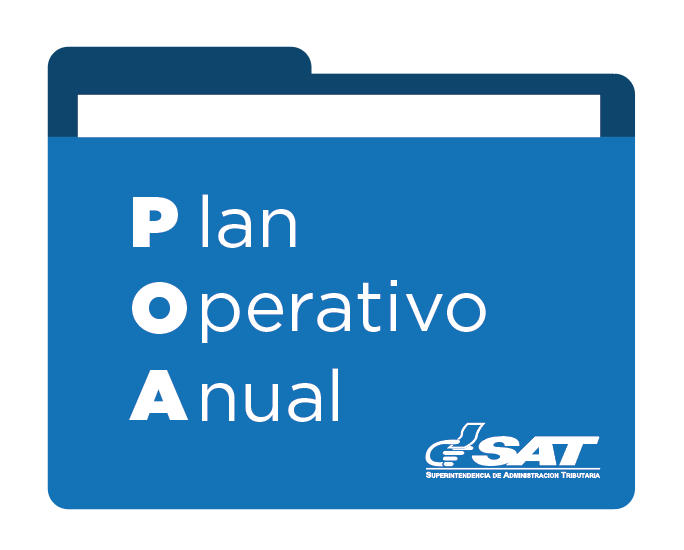 Plan
Operativo
Anual
SAT
SUPERINTENDENCIA DE ADMINISTRACION TRIBUTARIA